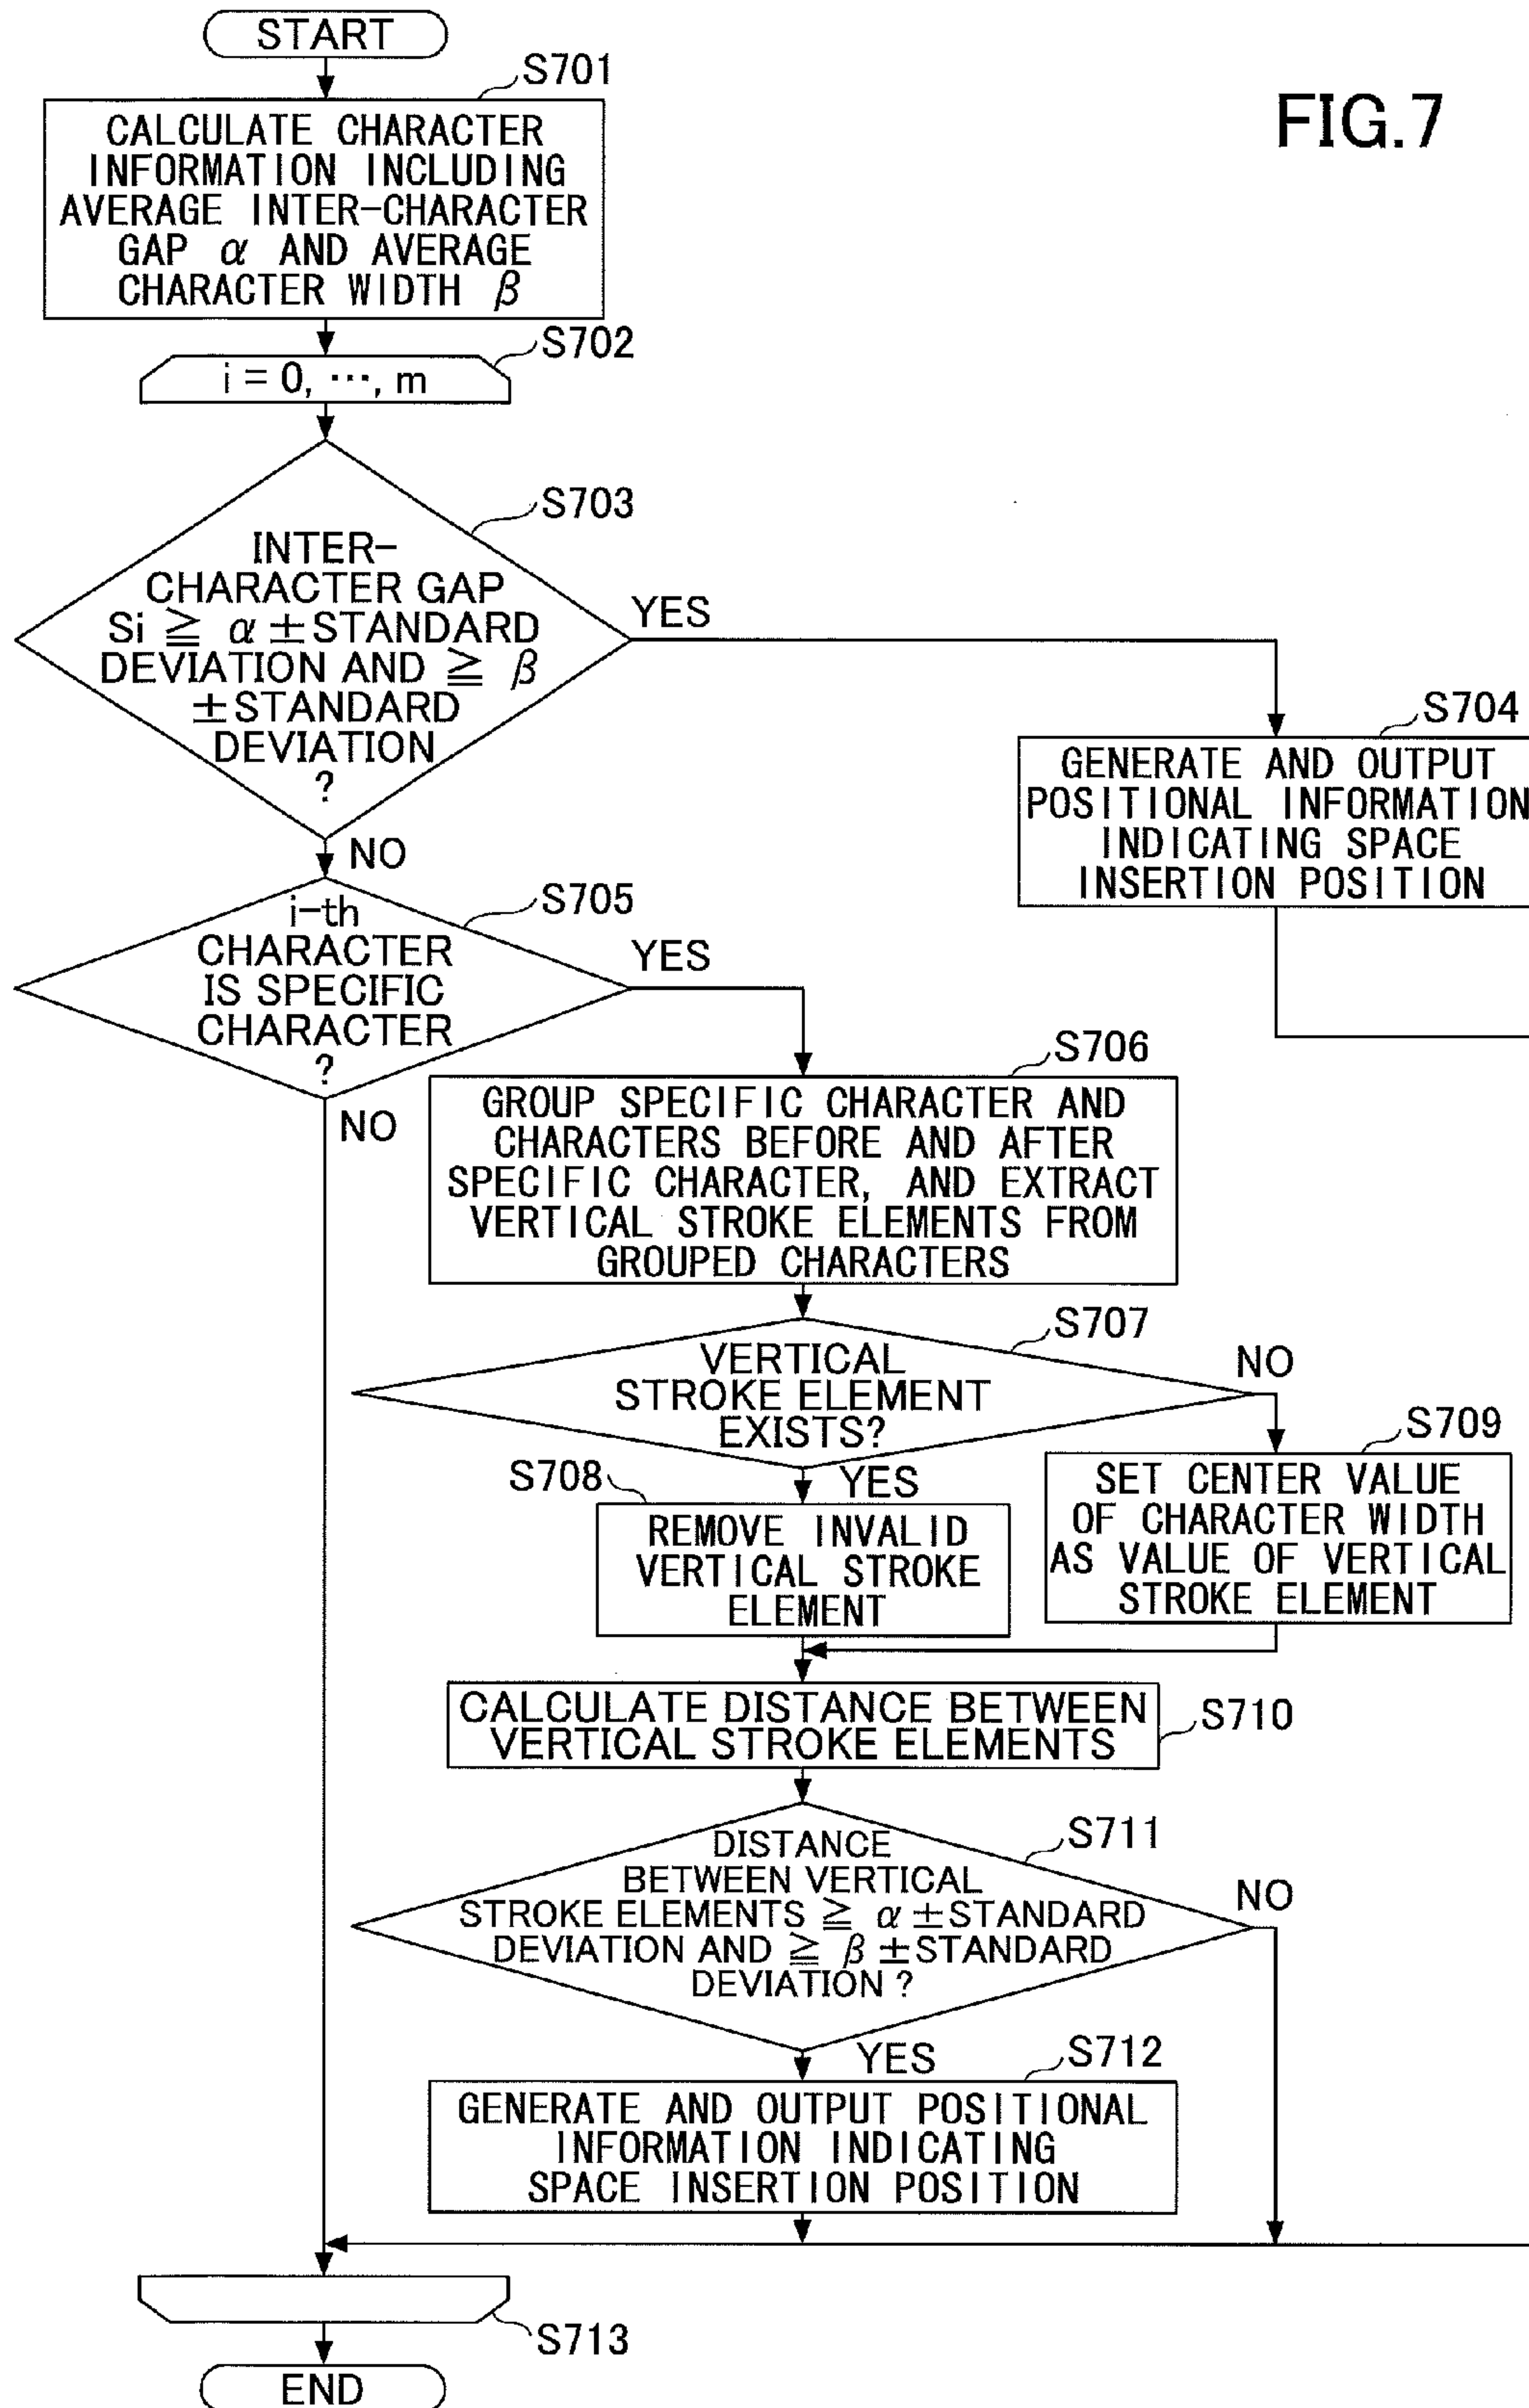 START
S701
FIG.7
CALCULATE CHARACTER
INFORMATION INCLUDING
AVERAGE INTER-CHARACTER
GAP α AND AVERAGE
CHARACTER WIDTH β
S702
i = 0, ···, m
S703
INTER-
CHARACTER GAP
Si ≧ α ±STANDARD
DEVIATION AND ≧ β
±STANDARD
DEVIATION
?
YES
S704
GENERATE AND OUTPUT
POSITIONAL INFORMATION
INDICATING SPACE
INSERTION POSITION
NO
S705
i-th
CHARACTER
IS SPECIFIC
CHARACTER
?
YES
NO
S706
GROUP SPECIFIC CHARACTER AND
CHARACTERS BEFORE AND AFTER
SPECIFIC CHARACTER, AND EXTRACT
VERTICAL STROKE ELEMENTS FROM
GROUPED CHARACTERS
S707
VERTICAL
STROKE ELEMENT
EXISTS?
NO
S709
SET CENTER VALUE
OF CHARACTER WIDTH
AS VALUE OF VERTICAL
STROKE ELEMENT
YES
S708
REMOVE INVALID
VERTICAL STROKE
ELEMENT
CALCULATE DISTANCE BETWEEN
VERTICAL STROKE ELEMENTS
S710
S711
DISTANCE
BETWEEN VERTICAL
STROKE ELEMENTS ≧ α ±STANDARD
DEVIATION AND ≧ β ±STANDARD
DEVIATION ?
NO
YES
S712
GENERATE AND OUTPUT POSITIONAL
INFORMATION INDICATING
SPACE INSERTION POSITION
S713
END